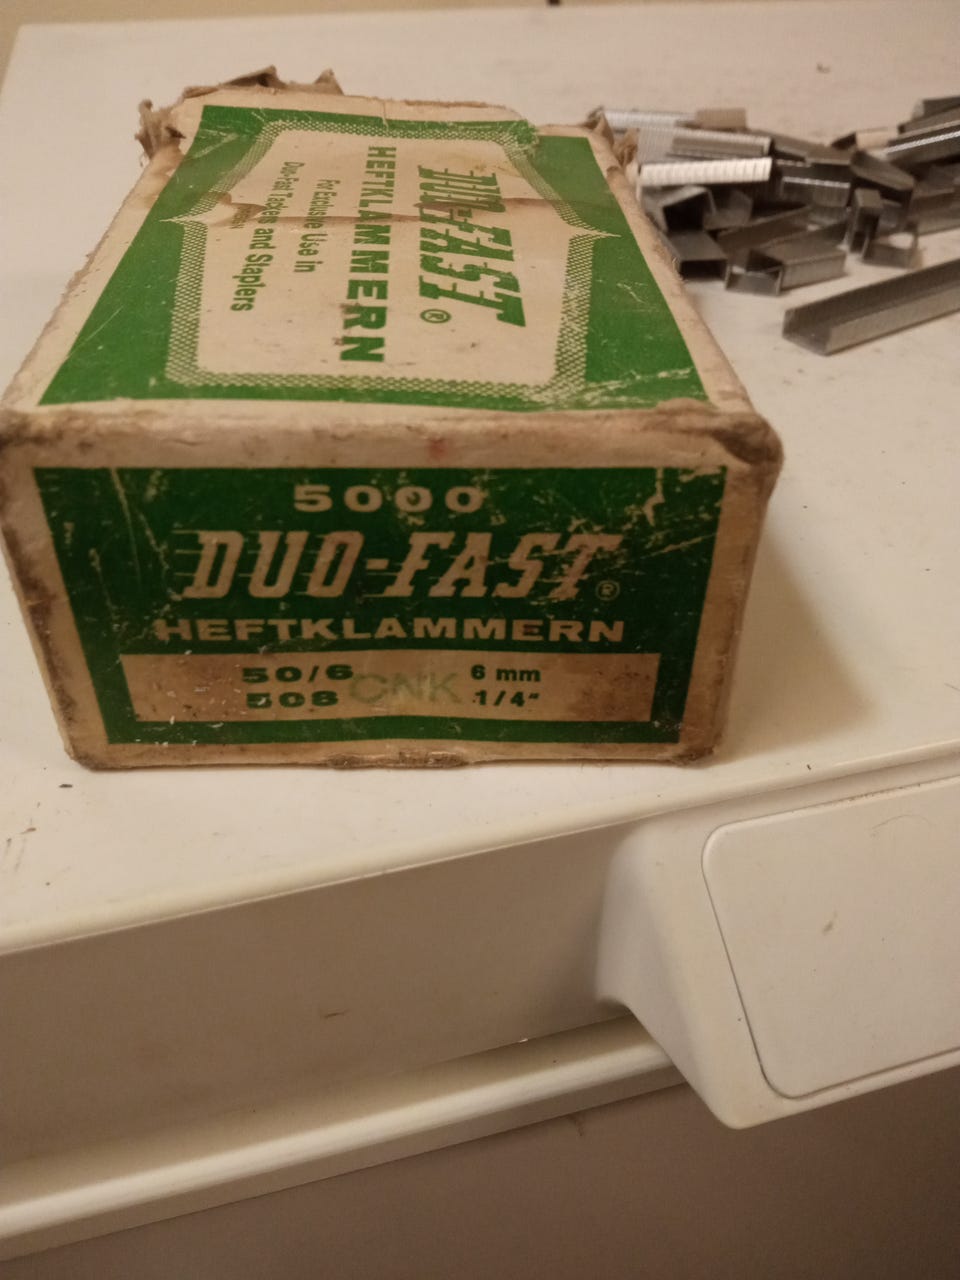 DUO-FAST®
HEFTKLAMMERN
For Exclusive Use in
Duo-Fast Tackers and Staplers
5000
DUO-FAST®
HEFTKLAMMERN
50/6 CNK 6 mm
508 1/4"